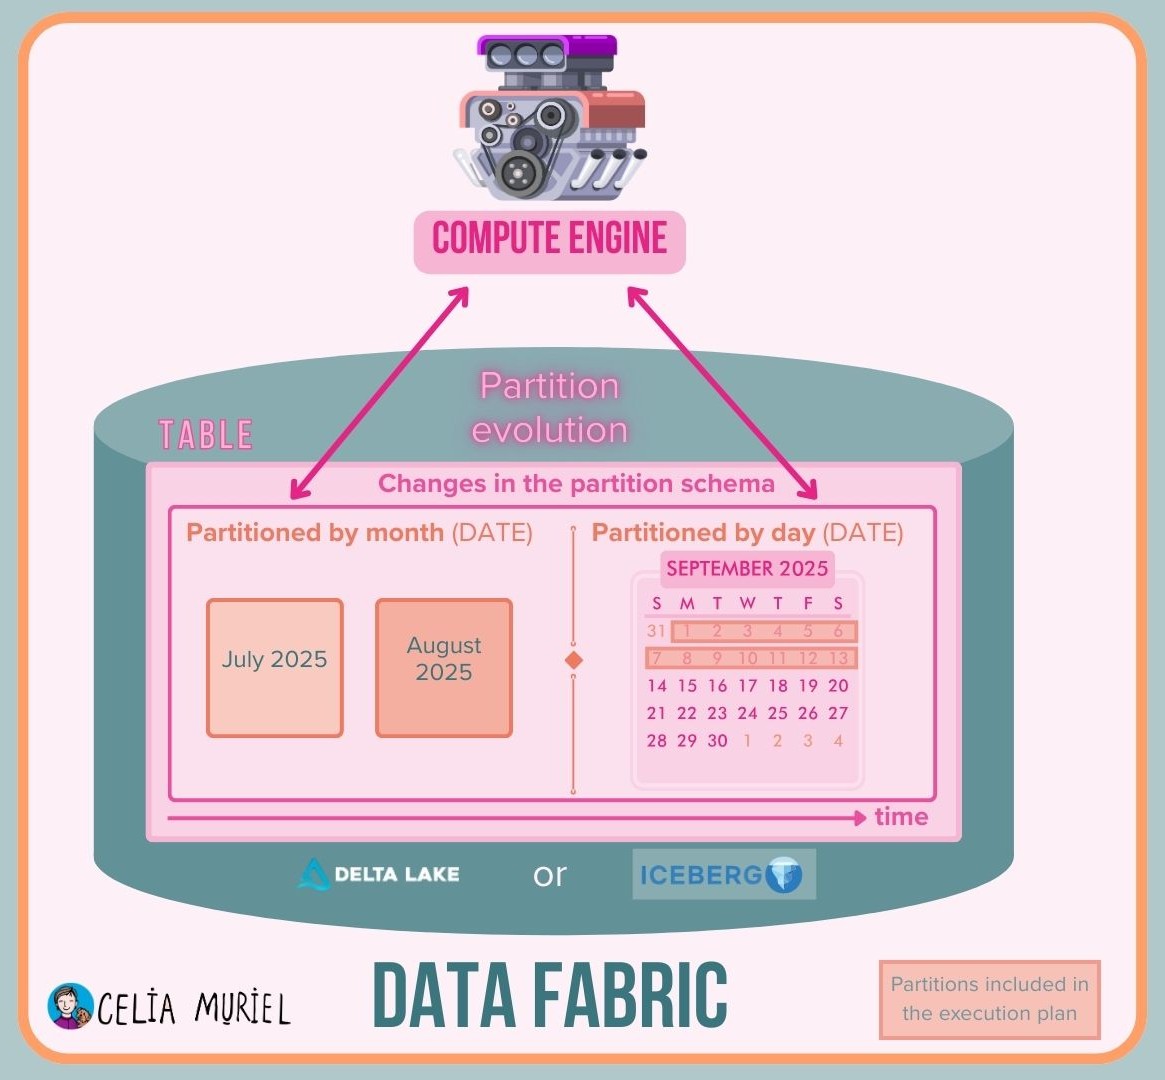 COMPUTE ENGINE
Partition
evolution
TABLE
Changes in the partition schema
Partitioned by month (DATE)
Partitioned by day (DATE)
July 2025
August
2025
SEPTEMBER 2025
S M T W T F S
31 1 2 3 4 5 6
7 8 9 10 11 12 13
14 15 16 17 18 19 20
21 22 23 24 25 26 27
28 29 30 1 2 3 4
time
DELTA LAKE or ICEBERG
DATA FABRIC
CELIA MURIEL
Partitions included in
the execution plan